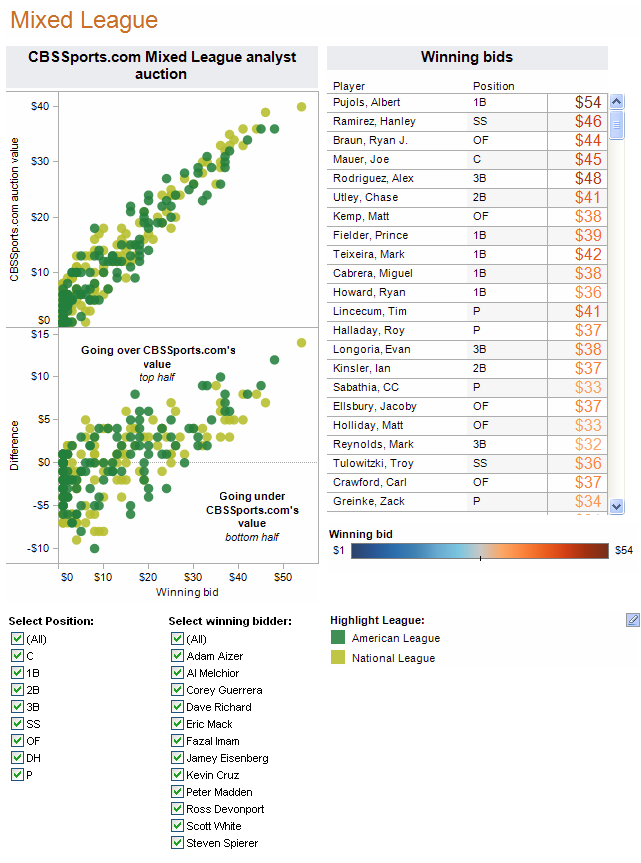 Mixed League
CBSSports.com Mixed League analyst
auction
CBSSports.com auction value
$40
$30
$20
$10
$0
Difference
$15
$10
$5
$0
-$5
-$10
Going over CBSSports.com's
value
top half
Going under
CBSSports.com's
value
bottom half
$0 $10 $20 $30 $40 $50
Winning bid
Winning bids
Player Position
Pujols, Albert 1B $54
Ramirez, Hanley SS $46
Braun, Ryan J. OF $44
Mauer, Joe C $45
Rodriguez, Alex 3B $48
Utley, Chase 2B $41
Kemp, Matt OF $38
Fielder, Prince 1B $39
Teixeira, Mark 1B $42
Cabrera, Miguel 1B $38
Howard, Ryan 1B $36
Lincecum, Tim P $41
Halladay, Roy P $37
Longoria, Evan 3B $38
Kinsler, Ian 2B $37
Sabathia, CC P $33
Ellsbury, Jacoby OF $37
Holliday, Matt OF $33
Reynolds, Mark 3B $32
Tulowitzki, Troy SS $36
Crawford, Carl OF $37
Greinke, Zack P $34
Winning bid
$1 $54
Select Position:
(All)
C
1B
2B
3B
SS
OF
DH
P
Select winning bidder:
(All)
Adam Aizer
Al Melchior
Corey Guerrera
Dave Richard
Eric Mack
Fazal Imam
Jamey Eisenberg
Kevin Cruz
Peter Madden
Ross Devonport
Scott White
Steven Spierer
Highlight League:
American League
National League